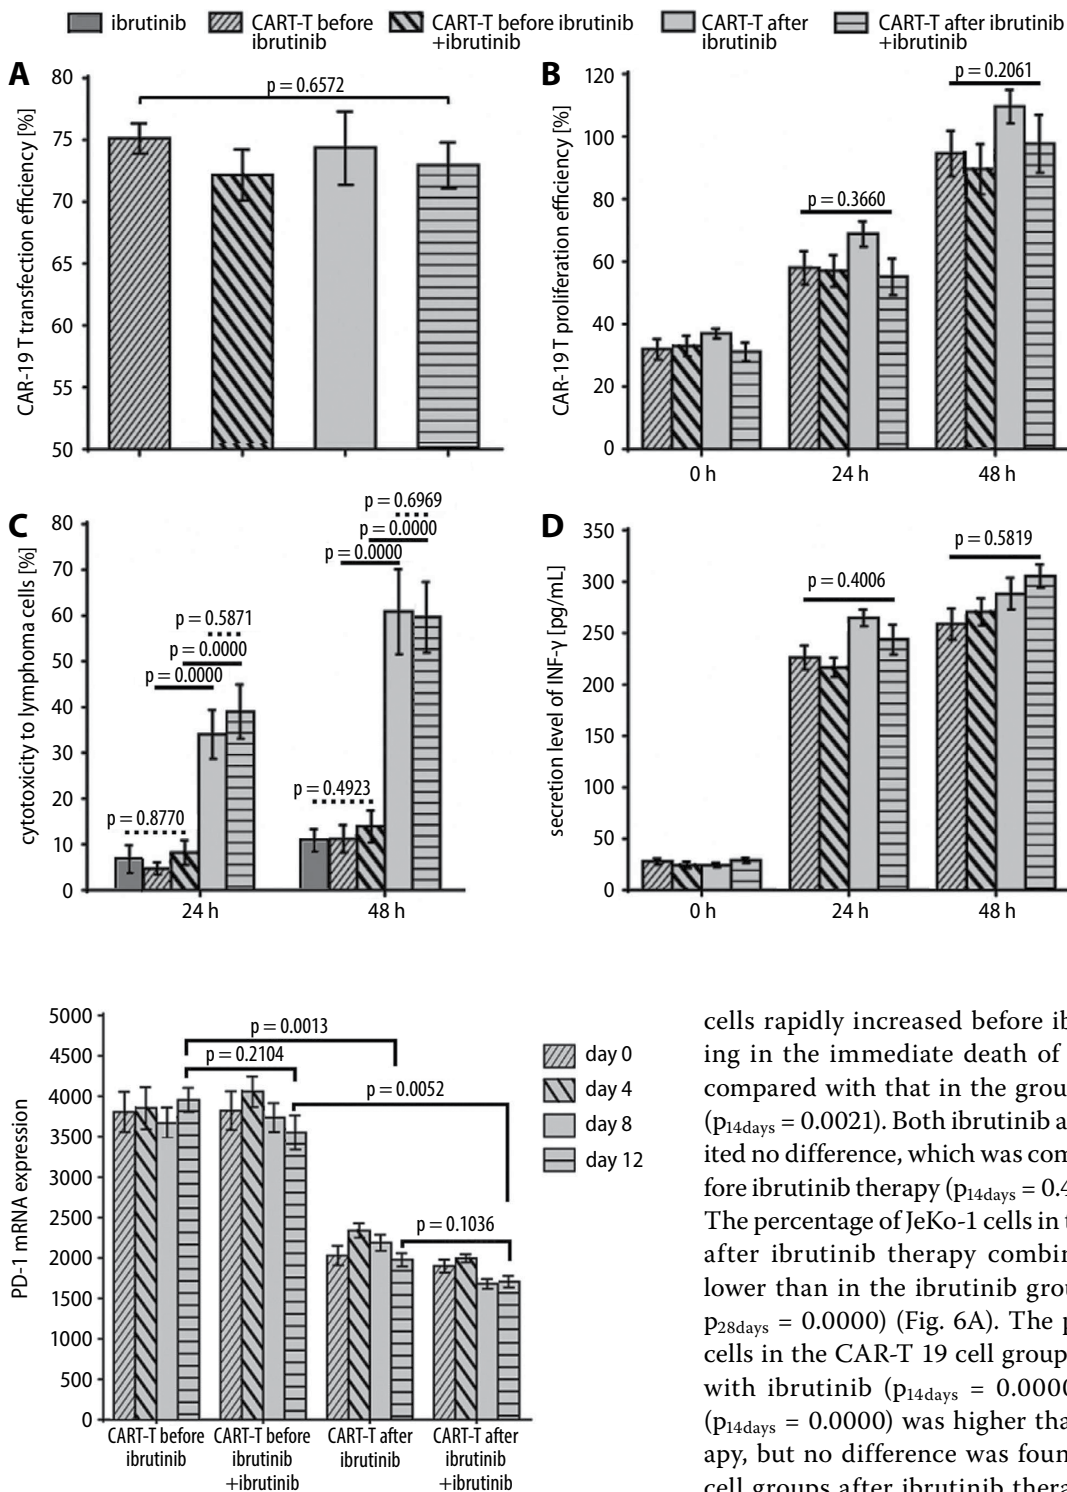 ibrutinib
CART-T before
ibrutinib
CART-T before ibrutinib
+ibrutinib
CART-T after
ibrutinib
CART-T after ibrutinib
+ibrutinib
A
CAR-19 T transfection efficiency [%]
80
75
70
65
60
55
50
p = 0.6572
B
CAR-19 T proliferation efficiency [%]
120
100
80
60
40
20
0
p = 0.3660
p = 0.2061
0 h
24 h
48 h
C
cytotoxicity to lymphoma cells [%]
80
70
60
50
40
30
20
10
0
p = 0.8770
p = 0.0000
p = 0.0000
p = 0.5871
p = 0.4923
p = 0.0000
p = 0.0000
p = 0.6969
24 h
48 h
D
secretion level of INF-γ [pg/mL]
350
300
250
200
150
100
50
0
p = 0.4006
p = 0.5819
0 h
24 h
48 h
PD-1 mRNA expression
5000
4500
4000
3500
3000
2500
2000
1500
1000
500
0
p = 0.0013
p = 0.2104
p = 0.0052
p = 0.1036
CART-T before
ibrutinib
CART-T before
ibrutinib
+ibrutinib
CART-T after
ibrutinib
CART-T after
ibrutinib
+ibrutinib
day 0
day 4
day 8
day 12
cells rapidly increased before ib
ing in the immediate death of
compared with that in the grou
(p14days = 0.0021). Both ibrutinib a
ited no difference, which was com
fore ibrutinib therapy (p14days = 0.4
The percentage of JeKo-1 cells in t
after ibrutinib therapy combin
lower than in the ibrutinib grou
p28days = 0.0000) (Fig. 6A). The p
cells in the CAR-T 19 cell group
with ibrutinib (p14days = 0.0000
(p14days = 0.0000) was higher tha
apy, but no difference was foun
cell groups after ibrutinib thera